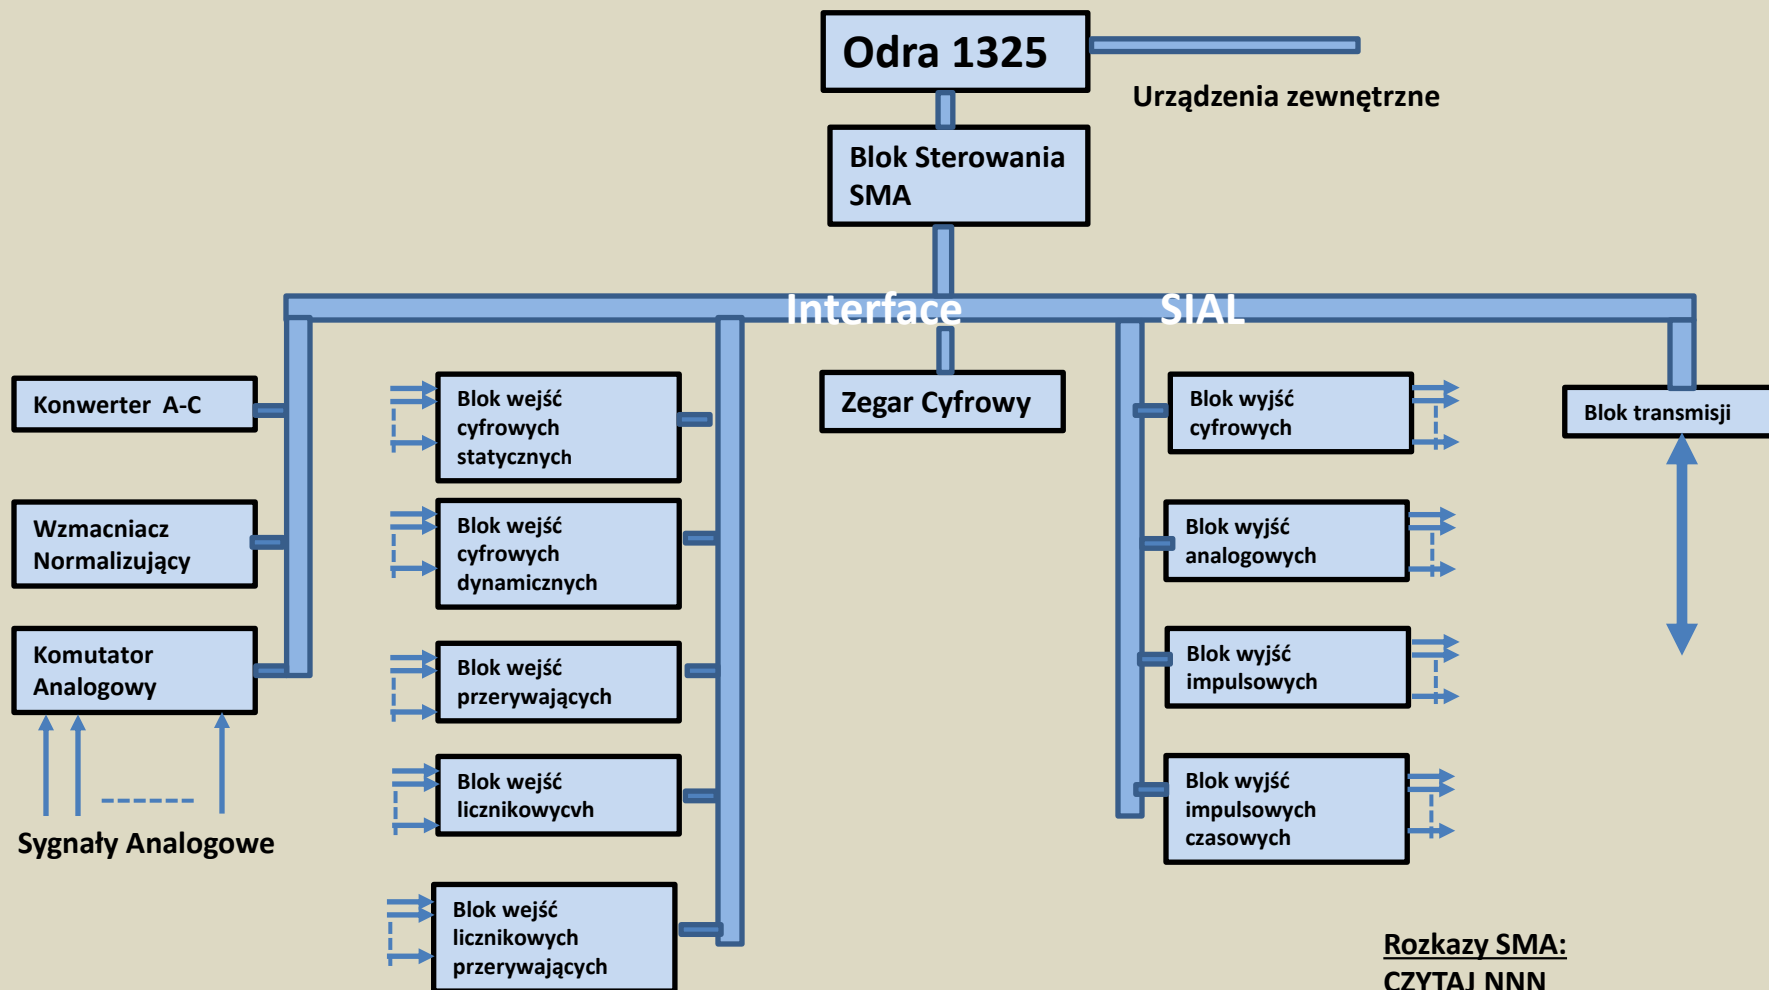 Odra 1325
Urządzenia zewnętrzne
Blok Sterowania
SMA
Interface SIAL
Konwerter A-C
Wzmacniacz
Normalizujący
Komutator
Analogowy
Sygnały Analogowe
Blok wejść
cyfrowych
statycznych
Blok wejść
cyfrowych
dynamicznych
Blok wejść
przerywających
Blok wejść
licznikowycvh
Blok wejść
licznikowych
przerywających
Zegar Cyfrowy
Blok wyjść
cyfrowych
Blok wyjść
analogowych
Blok wyjść
impulsowych
Blok wyjść
impulsowych
czasowych
Blok transmisji
Rozkazy SMA:
CZYTAJ NNN